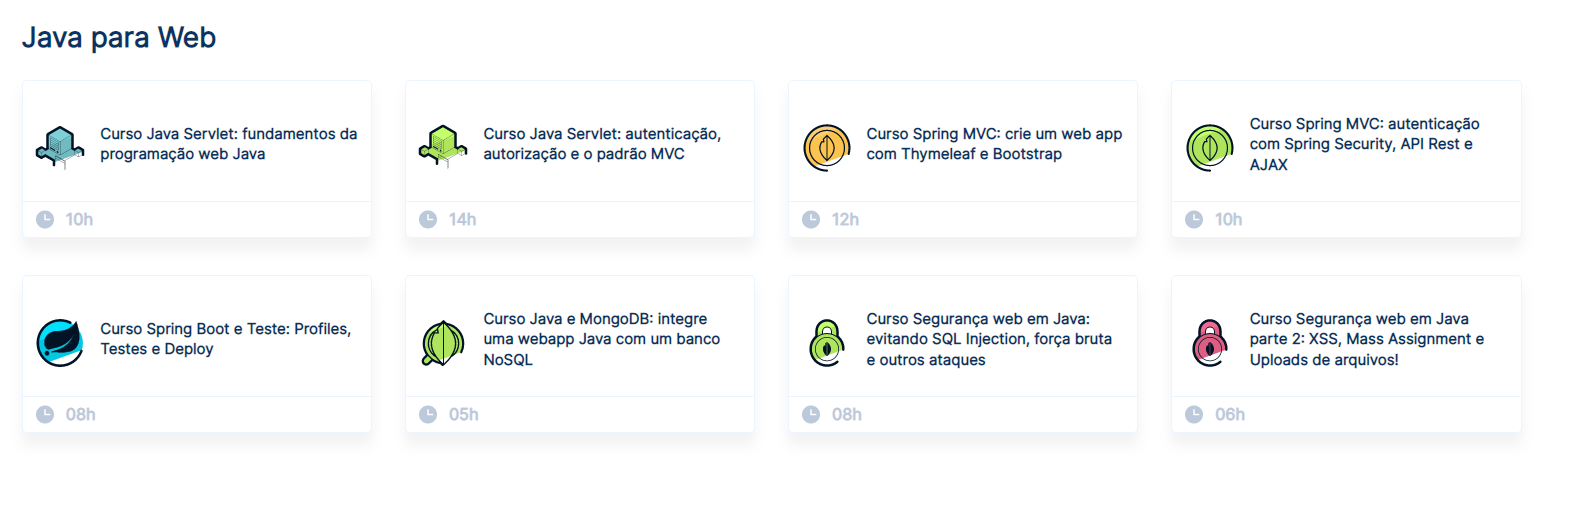 Java para Web
Curso Java Servlet: fundamentos da
programação web Java
10h
Curso Java Servlet: autenticação,
autorização e o padrão MVC
14h
Curso Spring MVC: crie um web app
com Thymeleaf e Bootstrap
12h
Curso Spring MVC: autenticação
com Spring Security, API Rest e
AJAX
10h
Curso Spring Boot e Teste: Profiles,
Testes e Deploy
08h
Curso Java e MongoDB: integre
uma webapp Java com um banco
NoSQL
05h
Curso Segurança web em Java:
evitando SQL Injection, força bruta
e outros ataques
08h
Curso Segurança web em Java
parte 2: XSS, Mass Assignment e
Uploads de arquivos!
06h